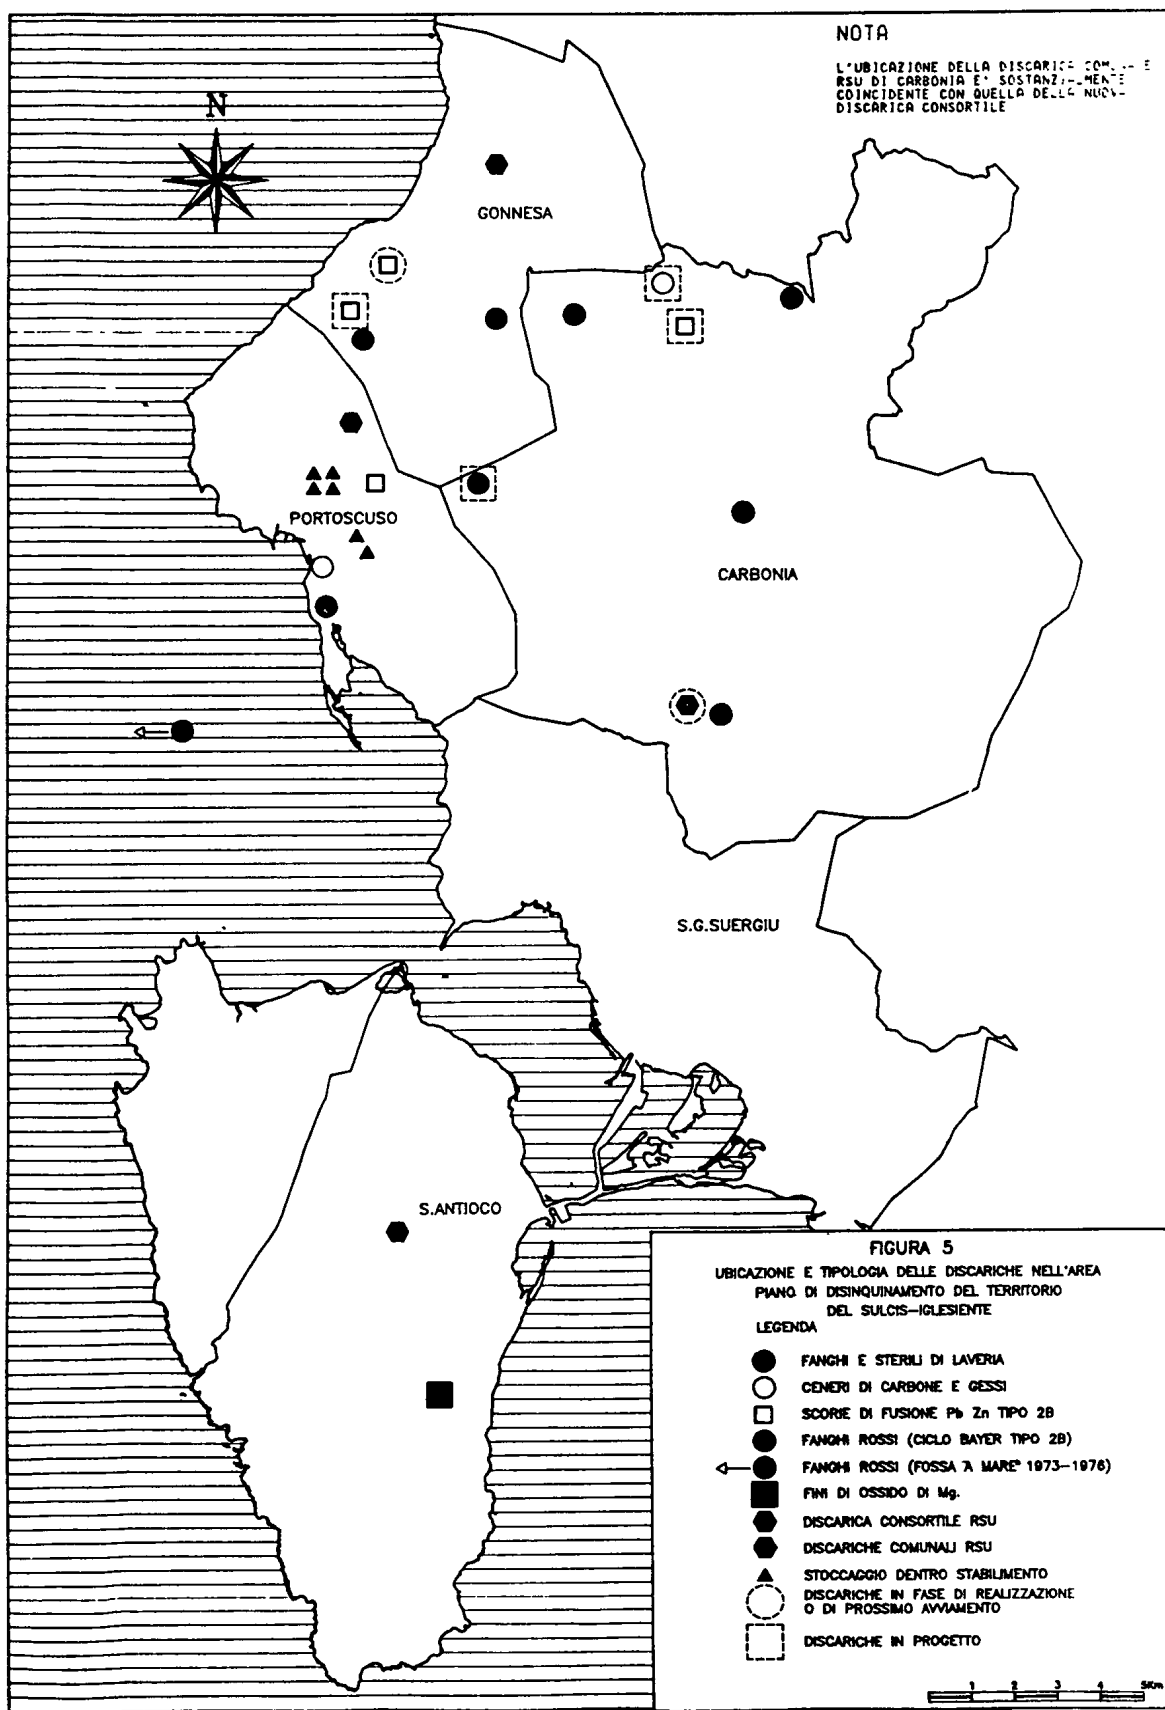 NOTA
L'UBICAZIONE DELLA DISCARICA
RSU DI CARBONIA E' SOSTANZIALMENTE
COINCIDENTE CON QUELLA DELLA
DISCARICA CONSORTILE
N
GONNESA
PORTOSCUSO
CARBONIA
S.G.SUERGIU
S.ANTIOCO
FIGURA 5
UBICAZIONE E TIPOLOGIA DELLE DISCARICHE NELL'AREA
PIANO DI DISINQUINAMENTO DEL TERRITORIO
DEL SULCIS-IGLESIENTE
LEGENDA
FANGHI E STERILI DI LAVERIA
CENERI DI CARBONE E GESSI
SCORIE DI FUSIONE Pb Zn TIPO 2B
FANGHI ROSSI (CICLO BAYER TIPO 2B)
FANGHI ROSSI (FOSSA "A MARE" 1973-1976)
FINI DI OSSIDO DI Mg.
DISCARICA CONSORTILE RSU
DISCARICHE COMUNALI RSU
STOCCAGGIO DENTRO STABILIMENTO
DISCARICHE IN FASE DI REALIZZAZIONE
O DI PROSSIMO AVVIAMENTO
DISCARICHE IN PROGETTO
1 2 3 4 5Km